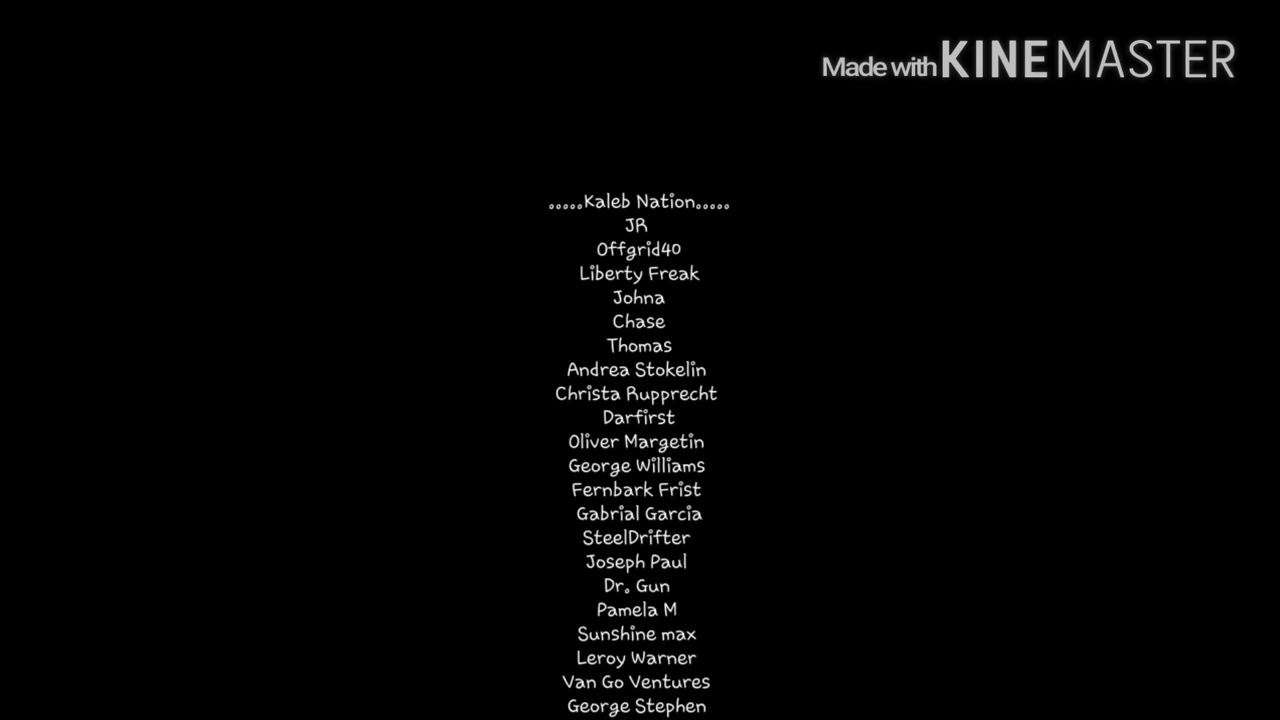 Made with KINEMASTER
.....Kaleb Nation.....
JR
Offgrid40
Liberty Freak
Johna
Chase
Thomas
Andrea Stokelin
Christa Rupprecht
Darfirst
Oliver Margetin
George Williams
Fernbark Frist
Gabrial Garcia
SteelDrifter
Joseph Paul
Dr. Gun
Pamela M
Sunshine max
Leroy Warner
Van Go Ventures
George Stephen